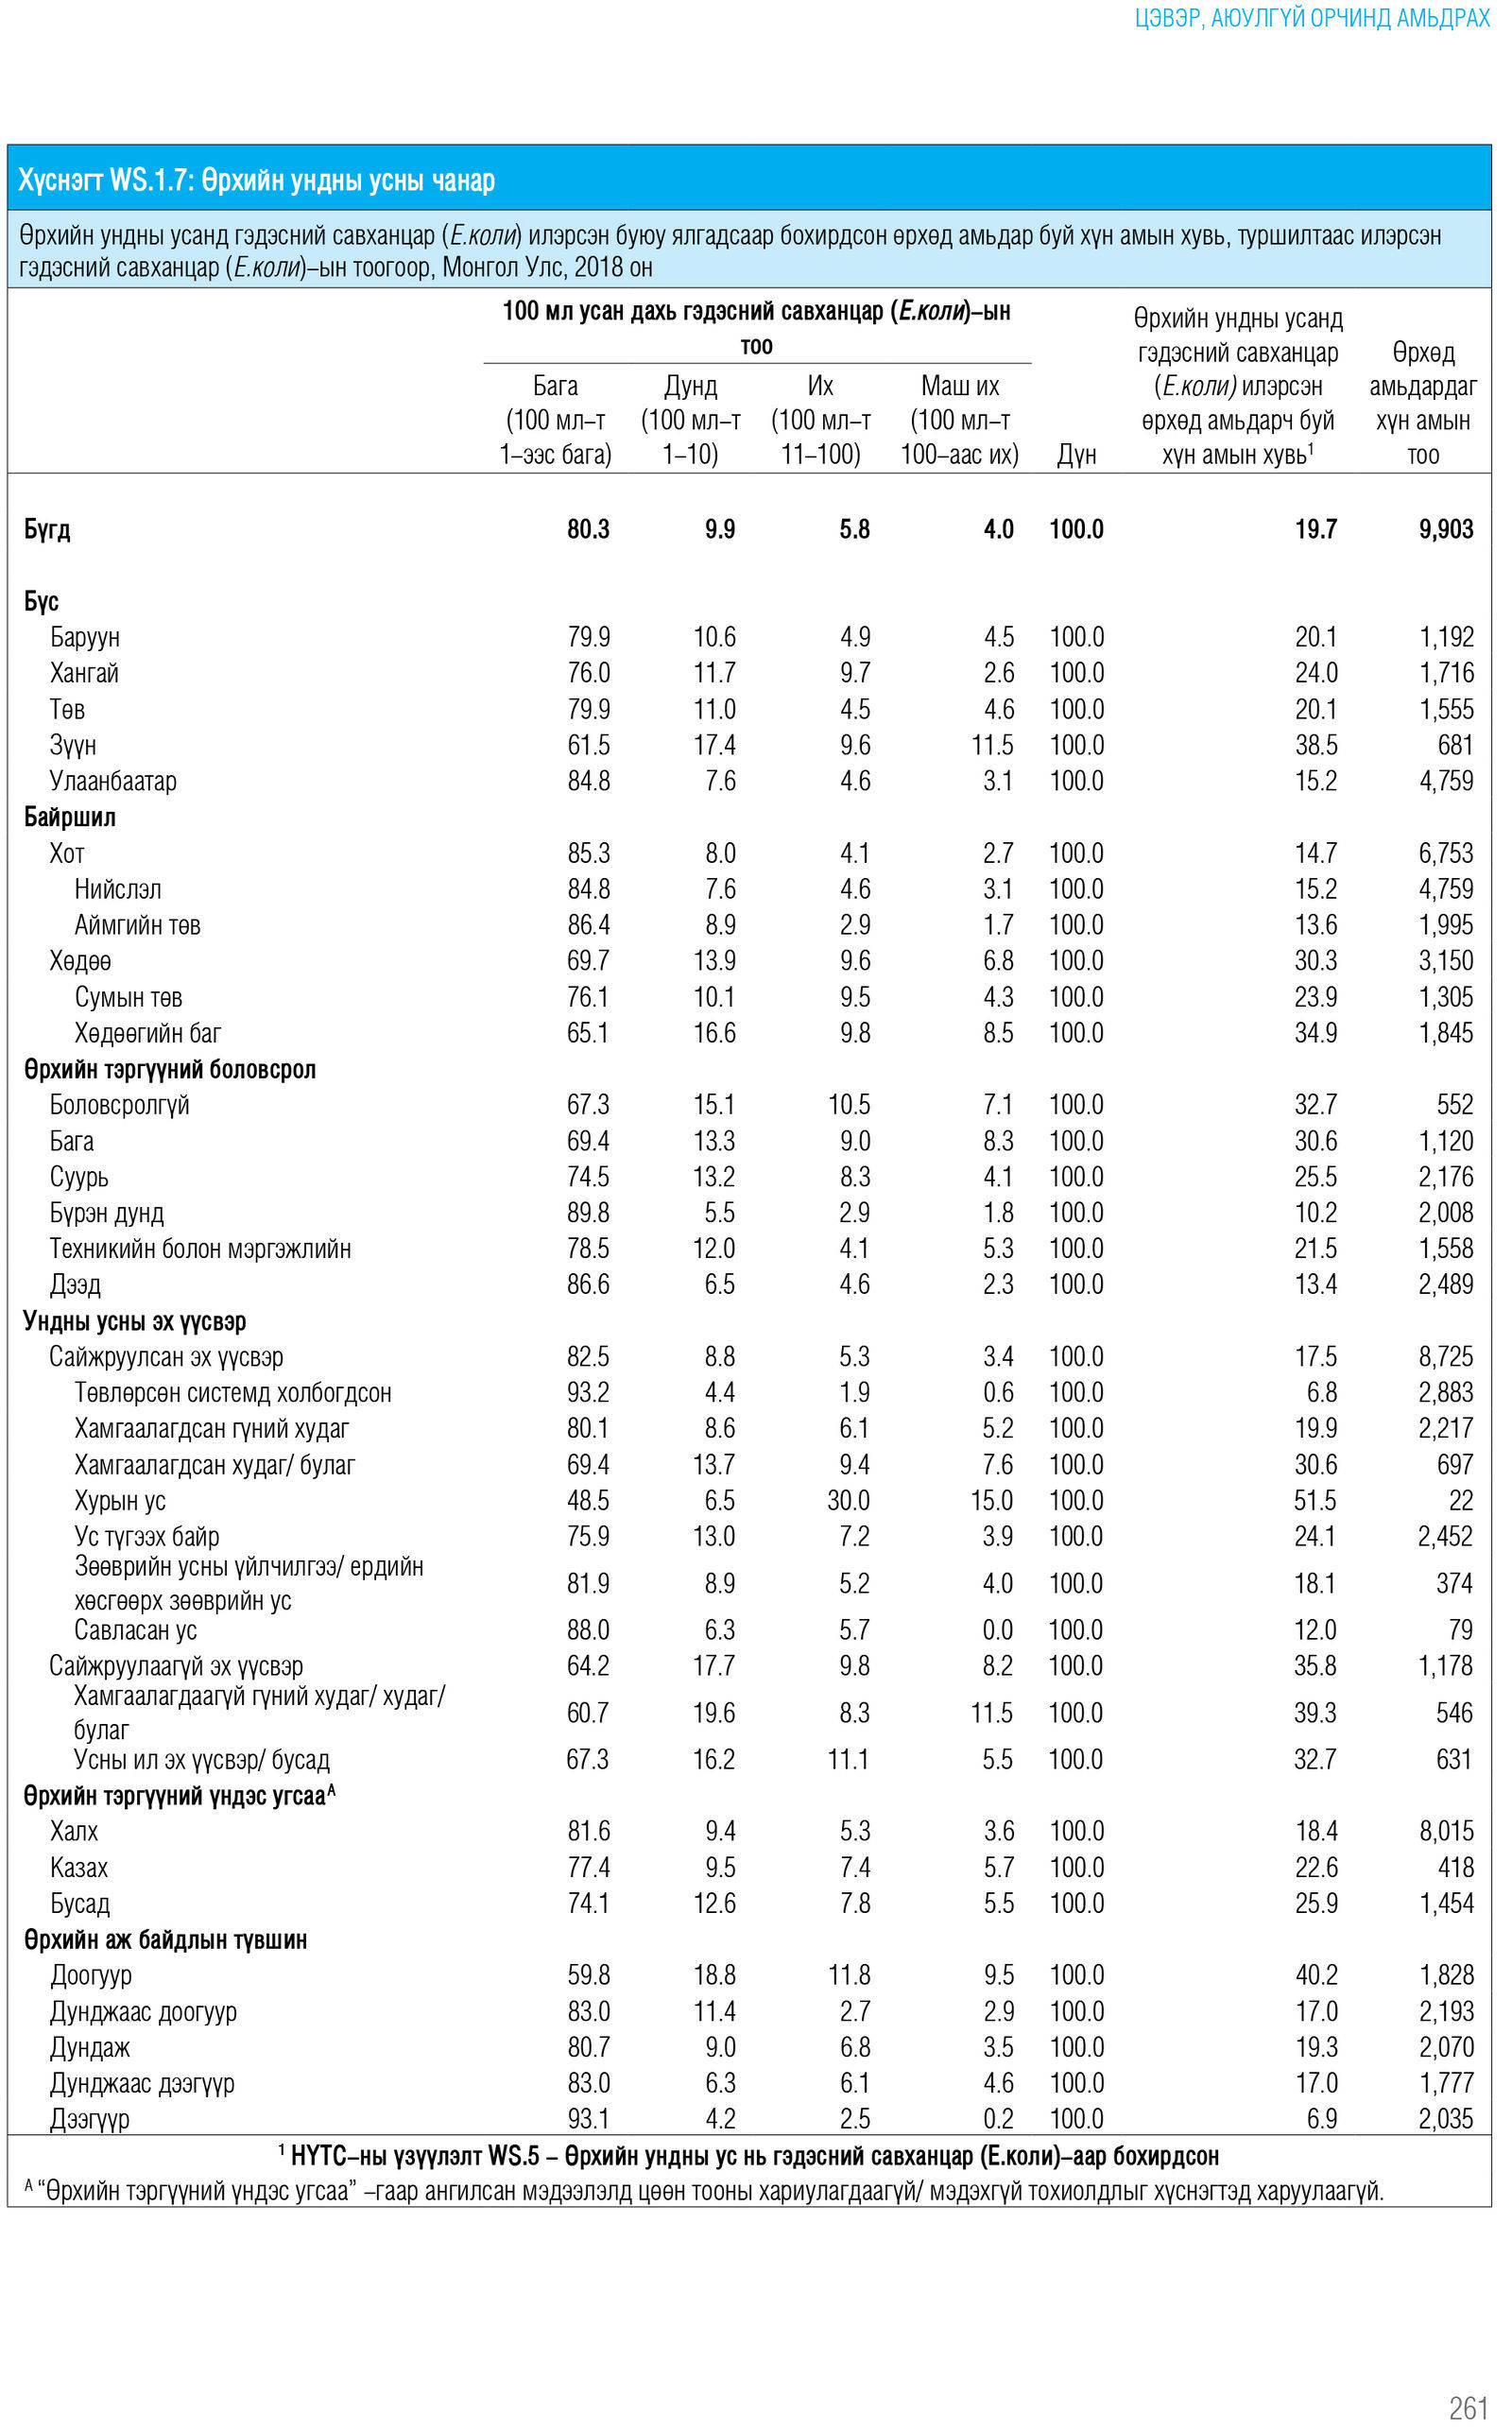 ЦЭВЭР, АЮУЛГҮЙ ОРЧИНД АМЬДРАХ
Хүснэгт WS.1.7: Өрхийн ундны усны чанар
Өрхийн ундны усанд гэдэсний савханцар (Е.коли) илэрсэн буюу ялгадсаар бохирдсон өрхөд амьдар буй хүн амын хувь, туршилтаас илэрсэн
гэдэсний савханцар (Е.коли)–ын тоогоор, Монгол Улс, 2018 он
100 мл усан дахь гэдэсний савханцар (Е.коли)–ын
тоо
Бага
(100 мл–т
1–ээс бага)
Дунд
(100 мл–т
1–10)
Их
(100 мл–т
11–100)
Маш их
(100 мл–т
100–аас их)
Дүн
Өрхийн ундны усанд
гэдэсний савханцар
(Е.коли) илэрсэн
өрхөд амьдарч буй
хүн амын хувь¹
Өрхөд
амьдардаг
хүн амын
тоо
Бүгд 80.3 9.9 5.8 4.0 100.0 19.7 9,903
Бүс
Баруун 79.9 10.6 4.9 4.5 100.0 20.1 1,192
Хангай 76.0 11.7 9.7 2.6 100.0 24.0 1,716
Төв 79.9 11.0 4.5 4.6 100.0 20.1 1,555
Зүүн 61.5 17.4 9.6 11.5 100.0 38.5 681
Улаанбаатар 84.8 7.6 4.6 3.1 100.0 15.2 4,759
Байршил
Хот 85.3 8.0 4.1 2.7 100.0 14.7 6,753
Нийслэл 84.8 7.6 4.6 3.1 100.0 15.2 4,759
Аймгийн төв 86.4 8.9 2.9 1.7 100.0 13.6 1,995
Хөдөө 69.7 13.9 9.6 6.8 100.0 30.3 3,150
Сумын төв 76.1 10.1 9.5 4.3 100.0 23.9 1,305
Хөдөөгийн баг 65.1 16.6 9.8 8.5 100.0 34.9 1,845
Өрхийн тэргүүний боловсрол
Боловсролгүй 67.3 15.1 10.5 7.1 100.0 32.7 552
Бага 69.4 13.3 9.0 8.3 100.0 30.6 1,120
Суурь 74.5 13.2 8.3 4.1 100.0 25.5 2,176
Бүрэн дунд 89.8 5.5 2.9 1.8 100.0 10.2 2,008
Техникийн болон мэргэжлийн 78.5 12.0 4.1 5.3 100.0 21.5 1,558
Дээд 86.6 6.5 4.6 2.3 100.0 13.4 2,489
Ундны усны эх үүсвэр
Сайжруулсан эх үүсвэр 82.5 8.8 5.3 3.4 100.0 17.5 8,725
Төвлөрсөн системд холбогдсон 93.2 4.4 1.9 0.6 100.0 6.8 2,883
Хамгаалагдсан гүний худаг 80.1 8.6 6.1 5.2 100.0 19.9 2,217
Хамгаалагдсан худаг/ булаг 69.4 13.7 9.4 7.6 100.0 30.6 697
Хурын ус 48.5 6.5 30.0 15.0 100.0 51.5 22
Ус түгээх байр 75.9 13.0 7.2 3.9 100.0 24.1 2,452
Зөөврийн усны үйлчилгээ/ ердийн
хөсгөөрх зөөврийн ус 81.9 8.9 5.2 4.0 100.0 18.1 374
Савласан ус 88.0 6.3 5.7 0.0 100.0 12.0 79
Сайжруулаагүй эх үүсвэр 64.2 17.7 9.8 8.2 100.0 35.8 1,178
Хамгаалагдаагүй гүний худаг/ худаг/
булаг 60.7 19.6 8.3 11.5 100.0 39.3 546
Усны ил эх үүсвэр/ бусад 67.3 16.2 11.1 5.5 100.0 32.7 631
Өрхийн тэргүүний үндэс угсааᴬ
Халх 81.6 9.4 5.3 3.6 100.0 18.4 8,015
Казах 77.4 9.5 7.4 5.7 100.0 22.6 418
Бусад 74.1 12.6 7.8 5.5 100.0 25.9 1,454
Өрхийн аж байдлын түвшин
Доогуур 59.8 18.8 11.8 9.5 100.0 40.2 1,828
Дунджаас доогуур 83.0 11.4 2.7 2.9 100.0 17.0 2,193
Дундаж 80.7 9.0 6.8 3.5 100.0 19.3 2,070
Дунджаас дээгүүр 83.0 6.3 6.1 4.6 100.0 17.0 1,777
Дээгүүр 93.1 4.2 2.5 0.2 100.0 6.9 2,035
¹ НҮТС–ны үзүүлэлт WS.5 – Өрхийн ундны ус нь гэдэсний савханцар (Е.коли)–аар бохирдсон
ᴬ “Өрхийн тэргүүний үндэс угсаа” –гаар ангилсан мэдээлэлд цөөн тооны хариулагдаагүй/ мэдэхгүй тохиолдлыг хүснэгтэд харуулаагүй.
261